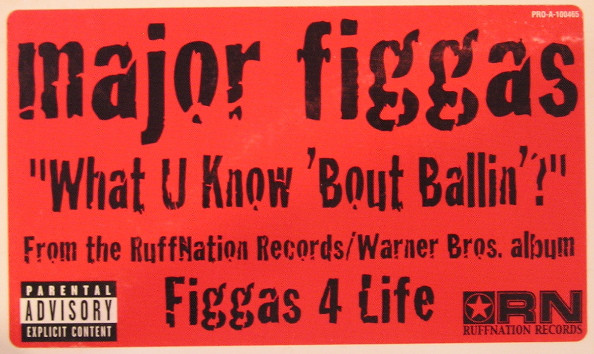 PRO-A-100465
major figgas
"What U Know 'Bout Ballin'?"
From the RuffNation Records/Warner Bros. album
Figgas 4 Life
PARENTAL
ADVISORY
EXPLICIT CONTENT
RN
RUFFNATION RECORDS